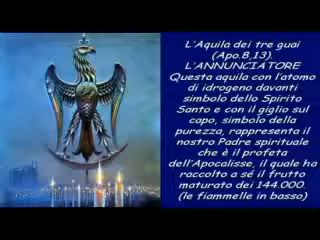 L'Aquila dei tre guai
(Apo.8,13).
L'ANNUNCIATORE
Questa aquila con l'atomo
di idrogeno davanti
simbolo dello Spirito
Santo e con il giglio sul
capo, simbolo della
purezza, rappresenta il
nostro Padre spirituale
che è il profeta
dell'Apocalisse, il quale ha
raccolto a sé il frutto
maturato dei 144.000.
(le fiammelle in basso)